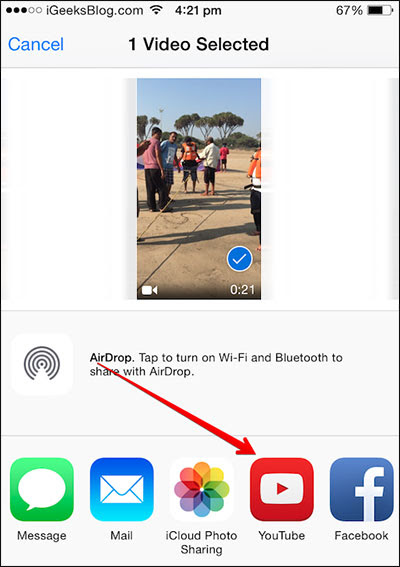 iGeeksBlog.com 4:21 pm 67%
Cancel 1 Video Selected
0:21
AirDrop. Tap to turn on Wi-Fi and Bluetooth to
share with AirDrop.
Message Mail iCloud Photo YouTube Facebook
Sharing